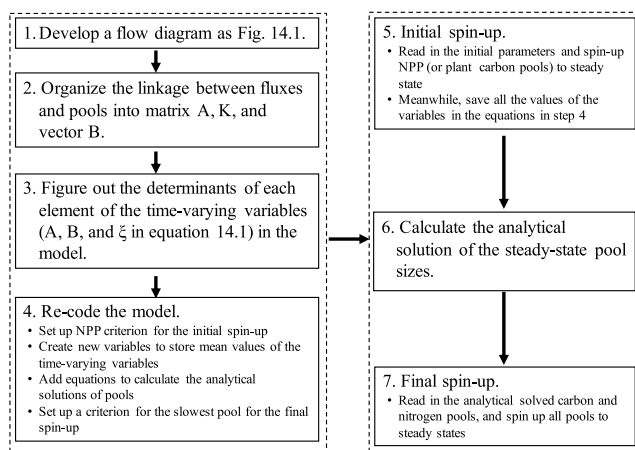 1. Develop a flow diagram as Fig. 14.1.
2. Organize the linkage between fluxes
and pools into matrix A, K, and
vector B.
3. Figure out the determinants of each
element of the time-varying variables
(A, B, and ξ in equation 14.1) in the
model.
4. Re-code the model.
• Set up NPP criterion for the initial spin-up
• Create new variables to store mean values of the
time-varying variables
• Add equations to calculate the analytical
solutions of pools
• Set up a criterion for the slowest pool for the final
spin-up
5. Initial spin-up.
• Read in the initial parameters and spin-up
NPP (or plant carbon pools) to steady
state
• Meanwhile, save all the values of the
variables in the equations in step 4
6. Calculate the analytical
solution of the steady-state pool
sizes.
7. Final spin-up.
• Read in the analytical solved carbon and
nitrogen pools, and spin up all pools to
steady states